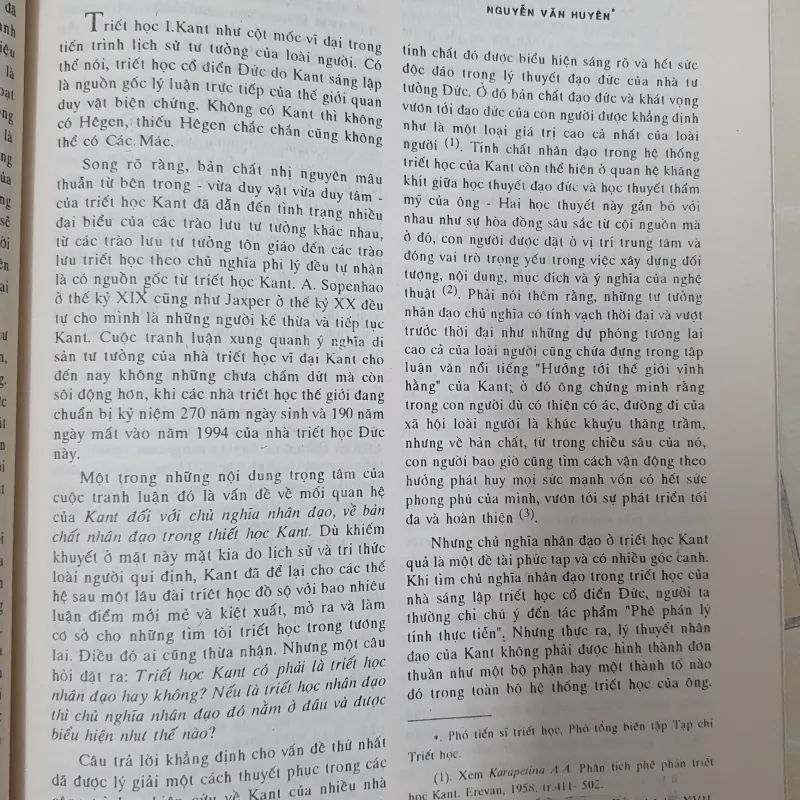 NGUYỄN VĂN HUYÊN*
Triết học I.Kant như cột mốc vĩ đại trong
tiến trình lịch sử tư tưởng của loài người. Có
thể nói, triết học cổ điển Đức do Kant sáng lập
là nguồn gốc lý luận trực tiếp của thế giới quan
duy vật biện chứng. Không có Kant thì không
có Hêgen, thiếu Hêgen chắc chắn cũng không
thể có Các. Mác.
Song rõ ràng, bản chất nhị nguyên mâu
thuẫn từ bên trong - vừa duy vật vừa duy tâm -
của triết học Kant đã dẫn đến tình trạng nhiều
đại biểu của các trào lưu tư tưởng khác nhau,
từ các trào lưu tư tưởng tôn giáo đến các trào
lưu triết học theo chủ nghĩa phi lý đều tự nhận
là có nguồn gốc từ triết học Kant. A. Sopenhao
ở thế kỷ XIX cũng như Jaxper ở thế kỷ XX đều
tự cho mình là những người kế thừa và tiếp tục
Kant. Cuộc tranh luận xung quanh ý nghĩa di
sản tư tưởng của nhà triết học vĩ đại Kant cho
đến nay không những chưa chấm dứt mà còn
sôi động hơn, khi các nhà triết học thế giới đang
chuẩn bị kỷ niệm 270 năm ngày sinh và 190 năm
ngày mất vào năm 1994 của nhà triết học Đức
này.
Một trong những nội dung trọng tâm của
cuộc tranh luận đó là vấn đề về mối quan hệ
của Kant đối với chủ nghĩa nhân đạo, về bản
chất nhân đạo trong thiết học Kant. Dù khiếm
khuyết ở mặt này mặt kia do lịch sử và tri thức
loài người qui định, Kant đã để lại cho các thế
hệ sau một lâu đài triêt học đồ sộ với bao nhiêu
luận điểm mới mẻ và kiệt xuất, mở ra và làm
cơ sở cho những tìm tòi triết học trong tương
lai. Điều đó ai cũng thừa nhận. Nhưng một câu
hỏi đặt ra: Triết học Kant có phải là triết học
nhân đạo hay không? Nếu là triết học nhân đạo
thì chủ nghĩa nhân đạo đó nằm ở đâu và được
biểu hiện như thế nào?
Câu trả lời khẳng định cho vấn đề thứ nhất
đã được lý giải một cách thuyết phục trong các
về Kant của nhiều nhà
tính chất đó được biểu hiện sáng rõ và hết sức
độc đáo trong lý thuyết đạo đức của nhà tư
tưởng Đức. Ở đó bản chất đạo đức và khát vọng
vươn tới đạo đức của con người được khẳng định
như là một loại giá trị cao cả nhất của loài
người (1). Tính chất nhân đạo trong hệ thống
triết học của Kant còn thể hiện ở quan hệ khăng
khít giữa học thuyết đạo đức và học thuyết thẩm
mỹ của ông - Hai học thuyết này gắn bó với
nhau như sự hòa đồng sâu sắc từ cội nguồn mà
ở đó, con người được đặt ở vị trí trung tâm và
đóng vai trò trọng yếu trong việc xây dựng đối
tượng, nội dung, mục đích và ý nghĩa của nghệ
thuật (2). Phải nói thêm rằng, những tư tưởng
nhân đạo chủ nghĩa có tính vạch thời đại và vượt
trước thời đại như những dự phóng tương lai
cao cả của loài người cũng chứa đựng trong tập
luận văn nổi tiếng "Hướng tới thế giới vĩnh
hằng" của Kant; ở đó ông chứng minh rằng
trong con người dù có thiện có ác, đường đi của
xã hội loài người là khúc khuỷu thăng trầm,
nhưng về bản chất, từ trong chiều sâu của nó,
con người bao giờ cũng tìm cách vận động theo
hướng phát huy mọi sức mạnh vốn có hết sức
phong phú của mình, vươn tới sự phát triển tối
đa và hoàn thiện (3).
Nhưng chủ nghĩa nhân đạo ở triết học Kant
quả là một đề tài phức tạp và có nhiều góc cạnh.
Khi tìm chủ nghĩa nhân đạo trong triết học của
nhà sáng lập triết học cổ điển Đức, người ta
thường chỉ chú ý đến tác phẩm "Phê phán lý
tính thực tiễn". Nhưng thực ra, lý thuyết nhân
đạo của Kant không phải được hình thành đơn
thuần như một bộ phận hay một thành tố nào
đó trong toàn bộ hệ thống triết học của ông.
*. Phó tiến sĩ triết học, Phó tổng biên tập Tạp chí
Triết học.
(1). Xem Karapetina A.A. Phân tích phê phán triết
học Kant. Erevan, 1958, tr.411- 502.